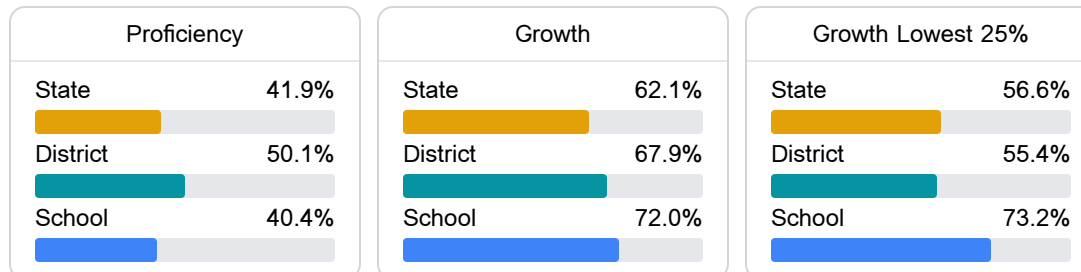 Proficiency
State 41.9%
District 50.1%
School 40.4%
Growth
State 62.1%
District 67.9%
School 72.0%
Growth Lowest 25%
State 56.6%
District 55.4%
School 73.2%